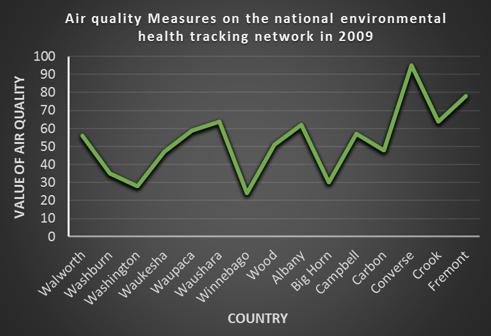 Air quality Measures on the national environmental
health tracking network in 2009
VALUE OF AIR QUALITY
100
90
80
70
60
50
40
30
20
10
0
Walworth
Washburn
Washington
Waukesha
Waupaca
Waushara
Winnebago
Wood
Albany
Big Horn
Campbell
Carbon
Converse
Crook
Fremont
COUNTRY